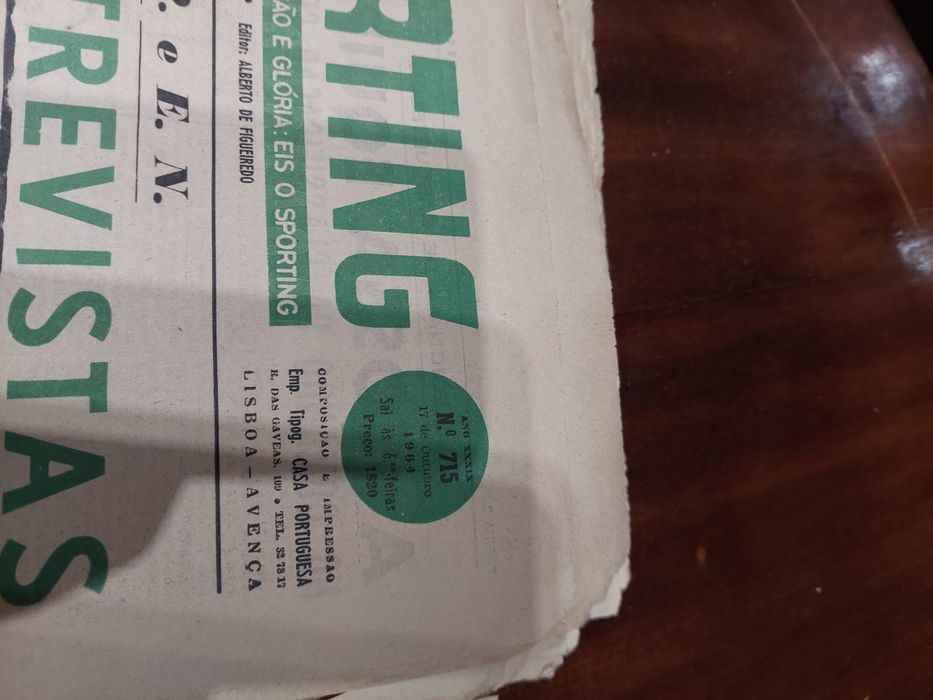 RTING
ÃO E GLÓRIA: EIS O SPORTING
Editor: ALBERTO DE FIGUEIREDO
ANO XXXIX
N.º 715
17 de Outubro
1964
Sai às 6.as-feiras
Preço: 1$20
COMPOSIÇÃO E IMPRESSÃO
Emp. Tipog. CASA PORTUGUESA
R. DAS GÁVEAS, 109 • TEL. 32 78 17
LISBOA — AVENÇA
e E. N.
TREVISTAS